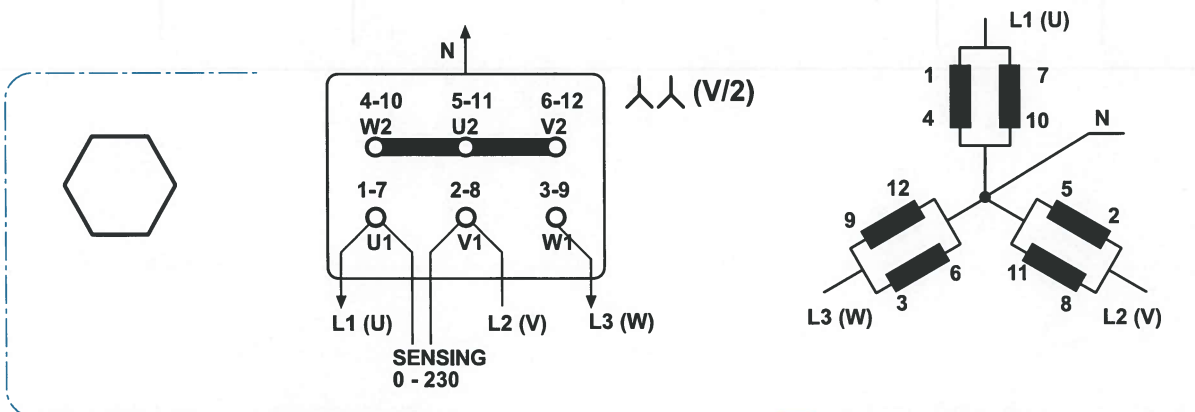 N
(V/2)
4-10 5-11 6-12
W2 U2 V2
1-7 2-8 3-9
U1 V1 W1
L1 (U) L2 (V) L3 (W)
SENSING
0 - 230
L1 (U)
1 7
4 10
N
12 5
9 2
6 11
3 8
L3 (W) L2 (V)